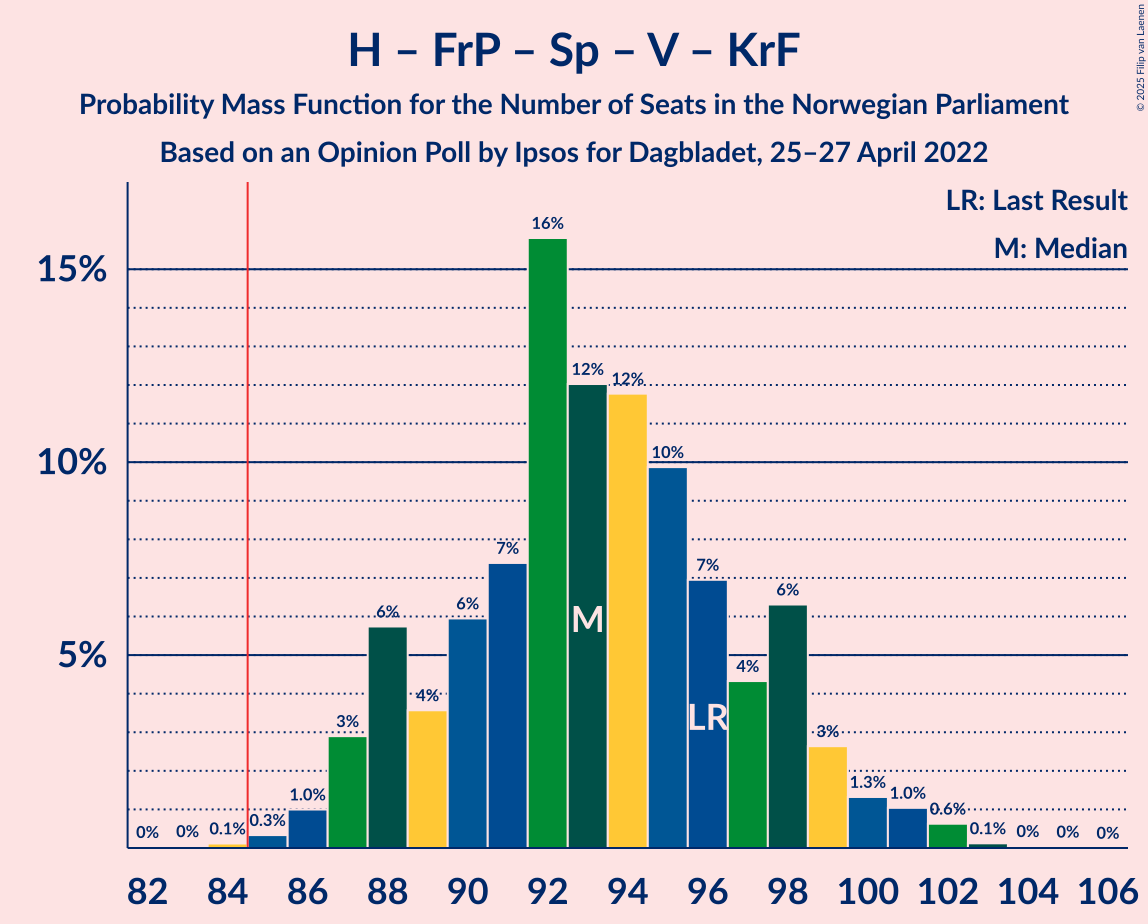 H – FrP – Sp – V – KrF
Probability Mass Function for the Number of Seats in the Norwegian Parliament
Based on an Opinion Poll by Ipsos for Dagbladet, 25–27 April 2022
© 2025 Filip van Laenen
LR: Last Result
M: Median
15%
10%
5%
0% 0% 0.1% 0.3% 1.0% 3% 6% 4% 6% 7% 16% 12% 12% 10% 7% 4% 6% 3% 1.3% 1.0% 0.6% 0.1% 0% 0% 0%
M
LR
82 84 86 88 90 92 94 96 98 100 102 104 106